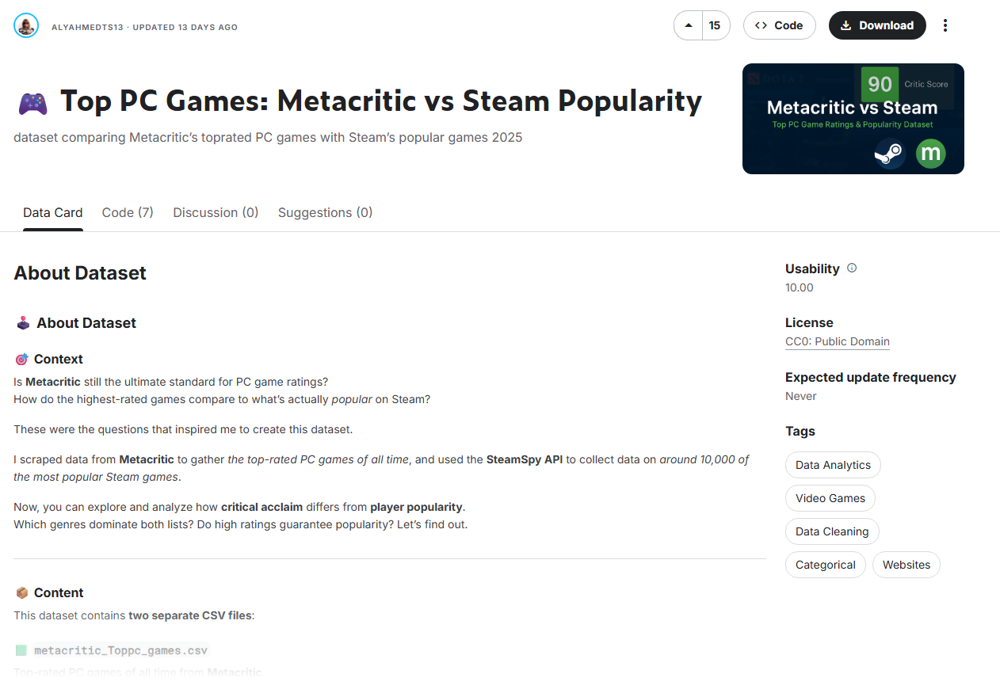 ALYAHMEDTS13 · UPDATED 13 DAYS AGO
15
Code
Download
Top PC Games: Metacritic vs Steam Popularity
dataset comparing Metacritic’s toprated PC games with Steam’s popular games 2025
90
Critic Score
Metacritic vs Steam
Top PC Game Ratings & Popularity Dataset
m
Data Card
Code (7)
Discussion (0)
Suggestions (0)
About Dataset
About Dataset
Context
Is Metacritic still the ultimate standard for PC game ratings?
How do the highest-rated games compare to what’s actually popular on Steam?
These were the questions that inspired me to create this dataset.
I scraped data from Metacritic to gather the top-rated PC games of all time, and used the SteamSpy API to collect data on around 10,000 of
the most popular Steam games.
Now, you can explore and analyze how critical acclaim differs from player popularity.
Which genres dominate both lists? Do high ratings guarantee popularity? Let’s find out.
Content
This dataset contains two separate CSV files:
metacritic_Toppc_games.csv
Top-rated PC games of all time from Metacritic
Usability
10.00
License
CC0: Public Domain
Expected update frequency
Never
Tags
Data Analytics
Video Games
Data Cleaning
Categorical
Websites